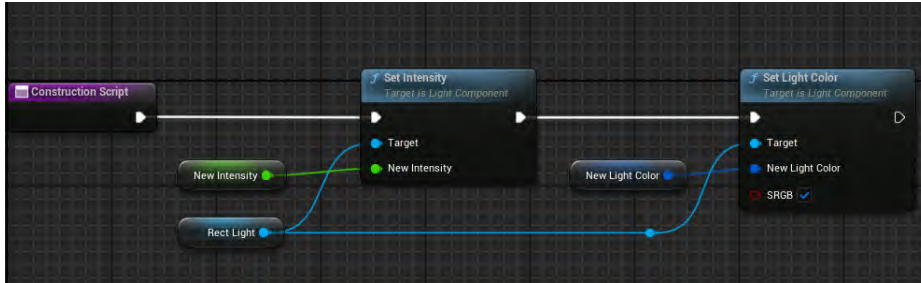 Construction Script
f Set Intensity
Target is Light Component
Target
New Intensity
New Intensity
Rect Light
f Set Light Color
Target is Light Component
Target
New Light Color
New Light Color
SRGB